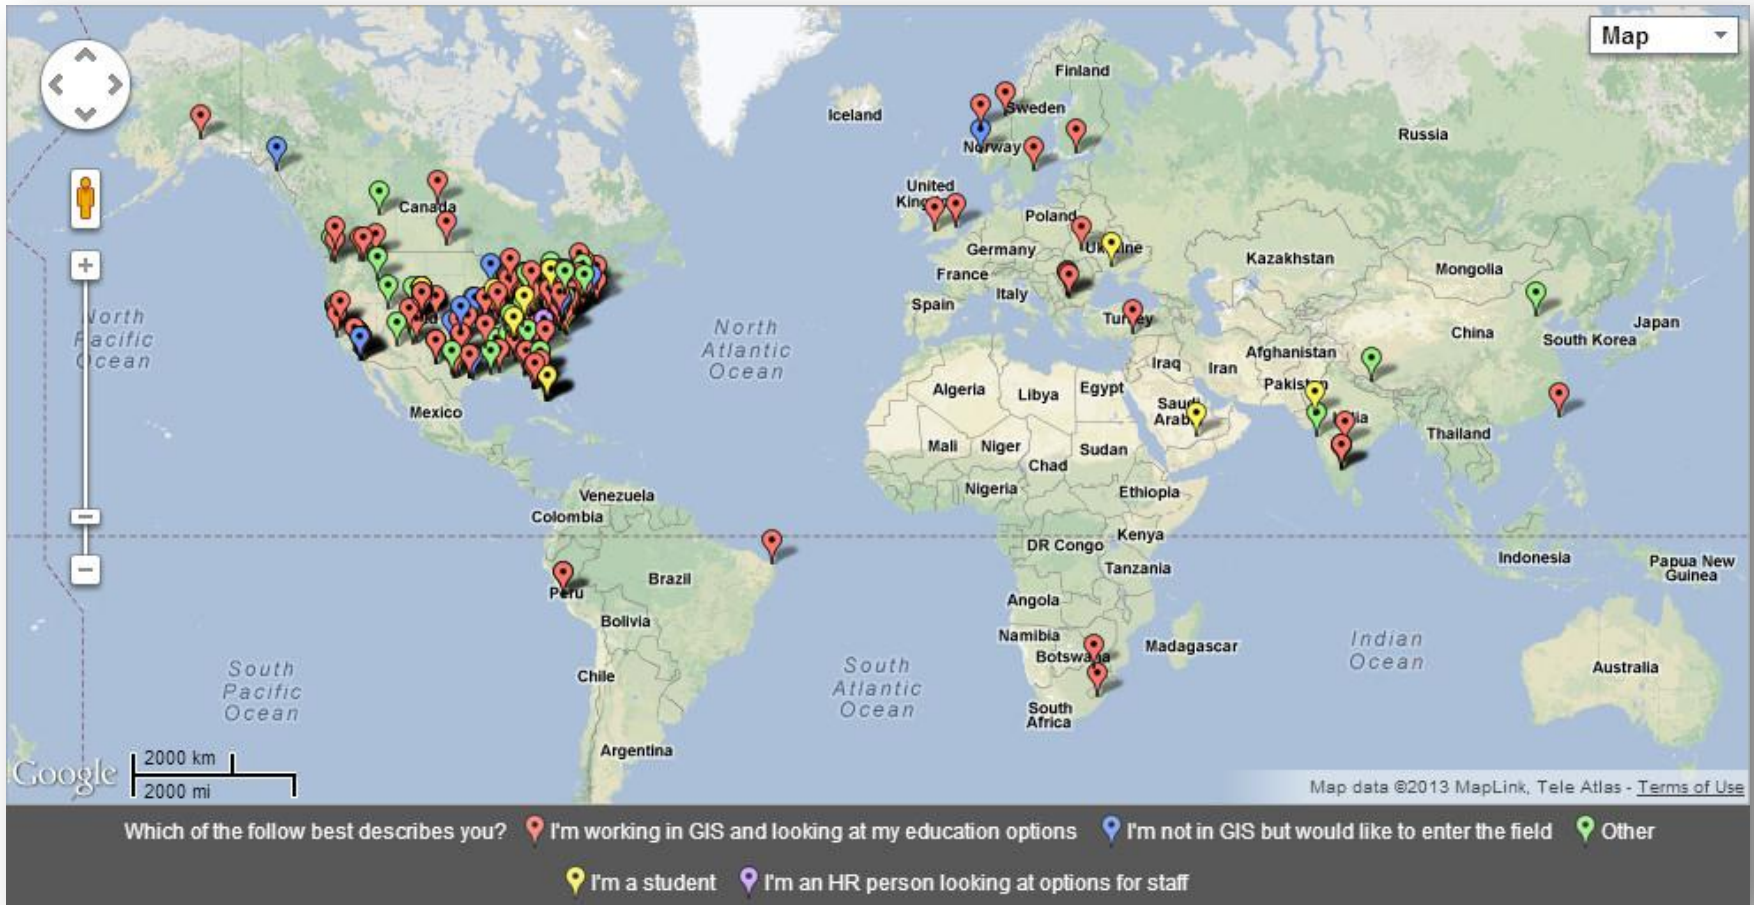 Map
Finland
Iceland
Sweden
Russia
Norway
United
Kingdom
Canada
Poland
Ukraine
Germany
Kazakhstan
Mongolia
France
Italy
Spain
Turkey
North
Pacific
Ocean
North
Atlantic
Ocean
Japan
China
South Korea
Afghanistan
Iraq
Iran
Pakistan
Algeria
Libya
Egypt
Saudi
Arabia
India
Mexico
Thailand
Mali
Niger
Sudan
Chad
Nigeria
Ethiopia
Venezuela
Colombia
Kenya
DR Congo
Indonesia
Papua New
Guinea
Tanzania
Brazil
Peru
Angola
Bolivia
Namibia
Botswana
Madagascar
Indian
Ocean
Australia
South
Pacific
Ocean
South
Atlantic
Ocean
Chile
South
Africa
Argentina
Google
2000 km
2000 mi
Map data ©2013 MapLink, Tele Atlas - Terms of Use
Which of the follow best describes you? I'm working in GIS and looking at my education options I'm not in GIS but would like to enter the field Other
I'm a student I'm an HR person looking at options for staff